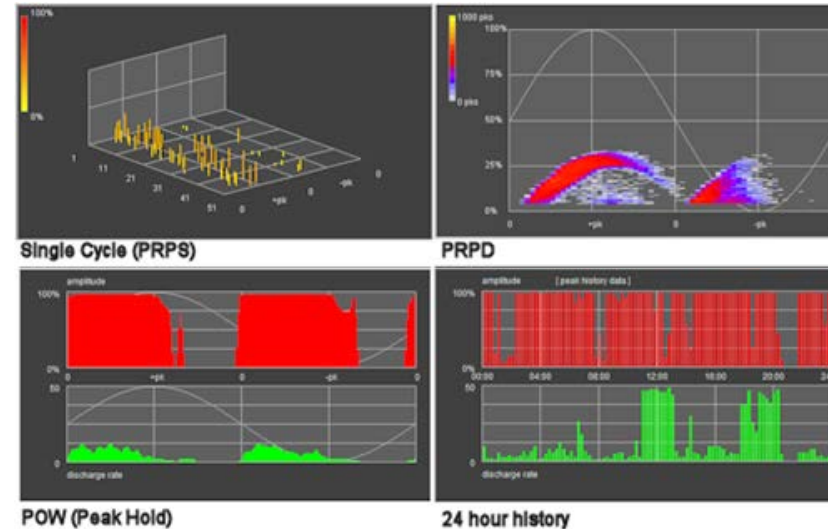 100%
0%
1
11
21
31
41
51
0
+pk
0
-pk
0
Single Cycle (PRPS)
1000 pks
0 pks
100%
75%
50%
25%
0%
0
+pk
0
-pk
PRPD
amplitude
100%
0%
0
+pk
0
-pk
0
50
0
discharge rate
POW (Peak Hold)
amplitude [ peak history data ]
100%
0%
00:00 04:00 08:00 12:00 16:00 20:00
50
0
discharge rate
24 hour history